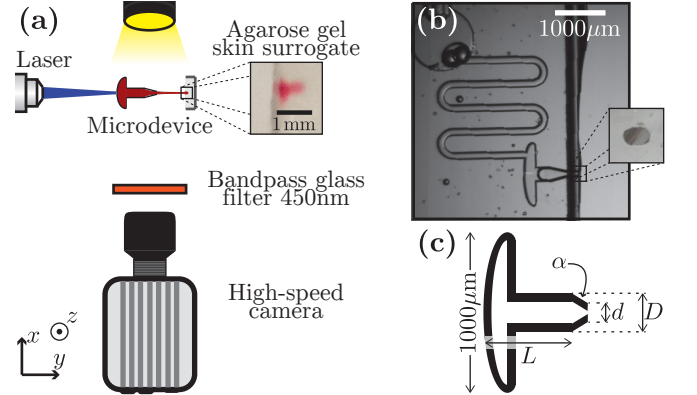 (a)
Laser
Agarose gel
skin surrogate
1mm
Microdevice
Bandpass glass
filter 450nm
High-speed
camera
x
z
y
(b)
1000μm
(c)
1000μm
α
d
D
L